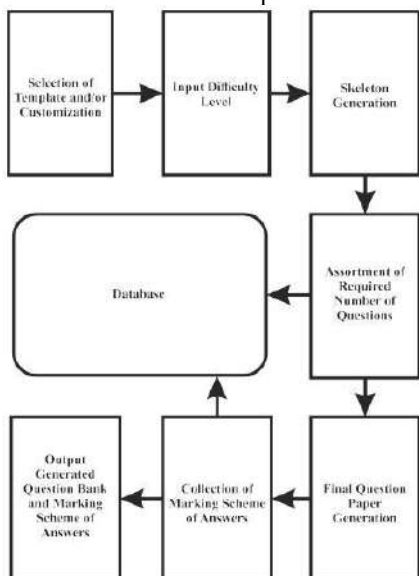 Selection of
Template and/or
Customization
Input Difficulty
Level
Skeleton
Generation
Database
Assortment of
Required
Number of
Questions
Output
Generated
Question Bank
and Marking
Scheme of
Answers
Collection of
Marking Scheme
of Answers
Final Question
Paper
Generation